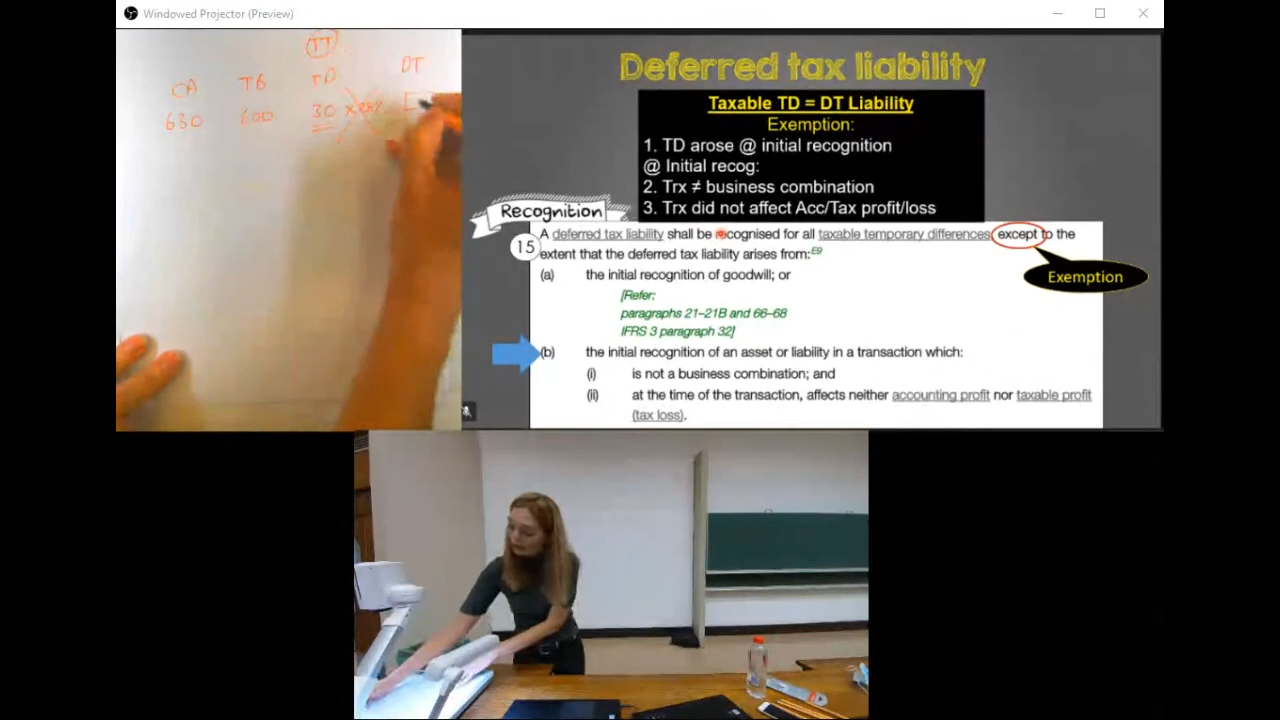 Windowed Projector (Preview)
TT
CA TB TD DT
630 600 30
Deferred tax liability
Taxable TD = DT Liability
Exemption:
1. TD arose @ initial recognition
@ Initial recog:
2. Trx ≠ business combination
3. Trx did not affect Acc/Tax profit/loss
Recognition
15 A deferred tax liability shall be recognised for all taxable temporary differences, except to the
extent that the deferred tax liability arises from:E9
Exemption
(a) the initial recognition of goodwill; or
[Refer:
paragraphs 21–21B and 66–68
IFRS 3 paragraph 32]
(b) the initial recognition of an asset or liability in a transaction which:
(i) is not a business combination; and
(ii) at the time of the transaction, affects neither accounting profit nor taxable profit
(tax loss).